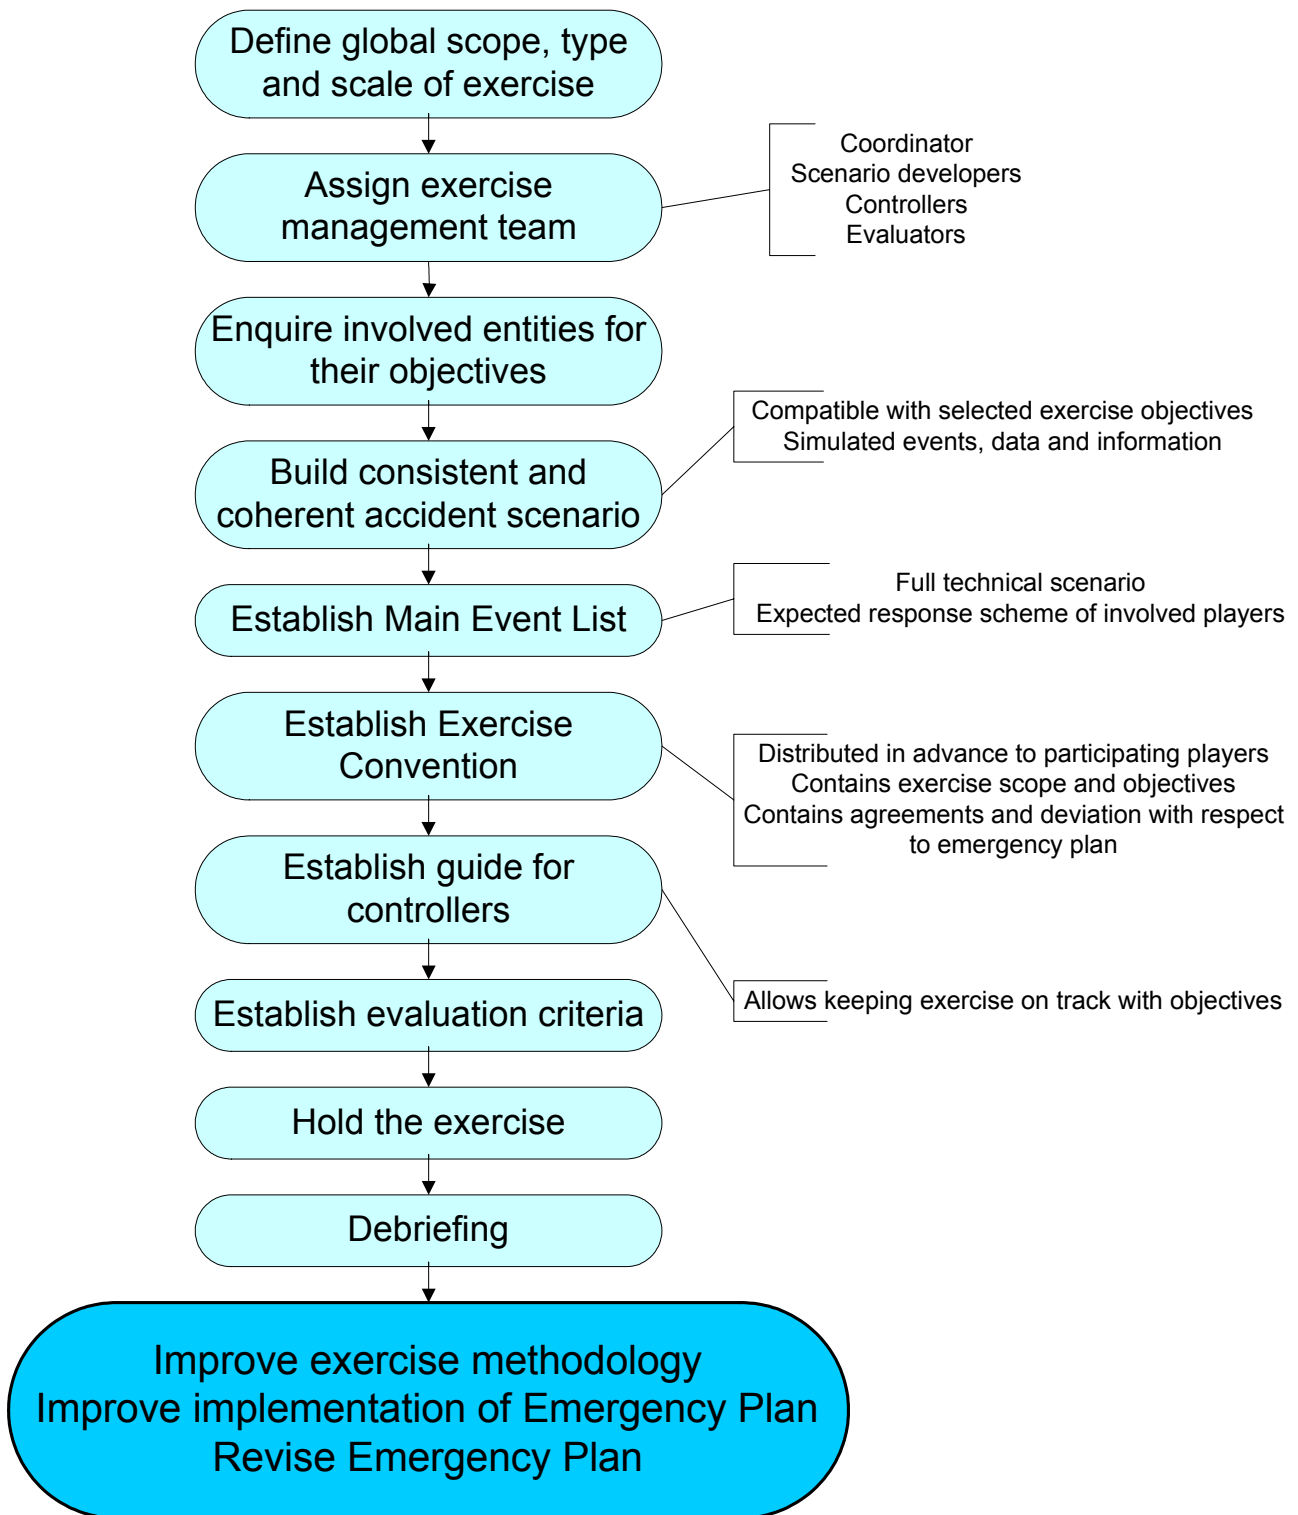 Define global scope, type
and scale of exercise
Assign exercise
management team
Coordinator
Scenario developers
Controllers
Evaluators
Enquire involved entities for
their objectives
Build consistent and
coherent accident scenario
Compatible with selected exercise objectives
Simulated events, data and information
Establish Main Event List
Full technical scenario
Expected response scheme of involved players
Establish Exercise
Convention
Distributed in advance to participating players
Contains exercise scope and objectives
Contains agreements and deviation with respect
to emergency plan
Establish guide for
controllers
Allows keeping exercise on track with objectives
Establish evaluation criteria
Hold the exercise
Debriefing
Improve exercise methodology
Improve implementation of Emergency Plan
Revise Emergency Plan